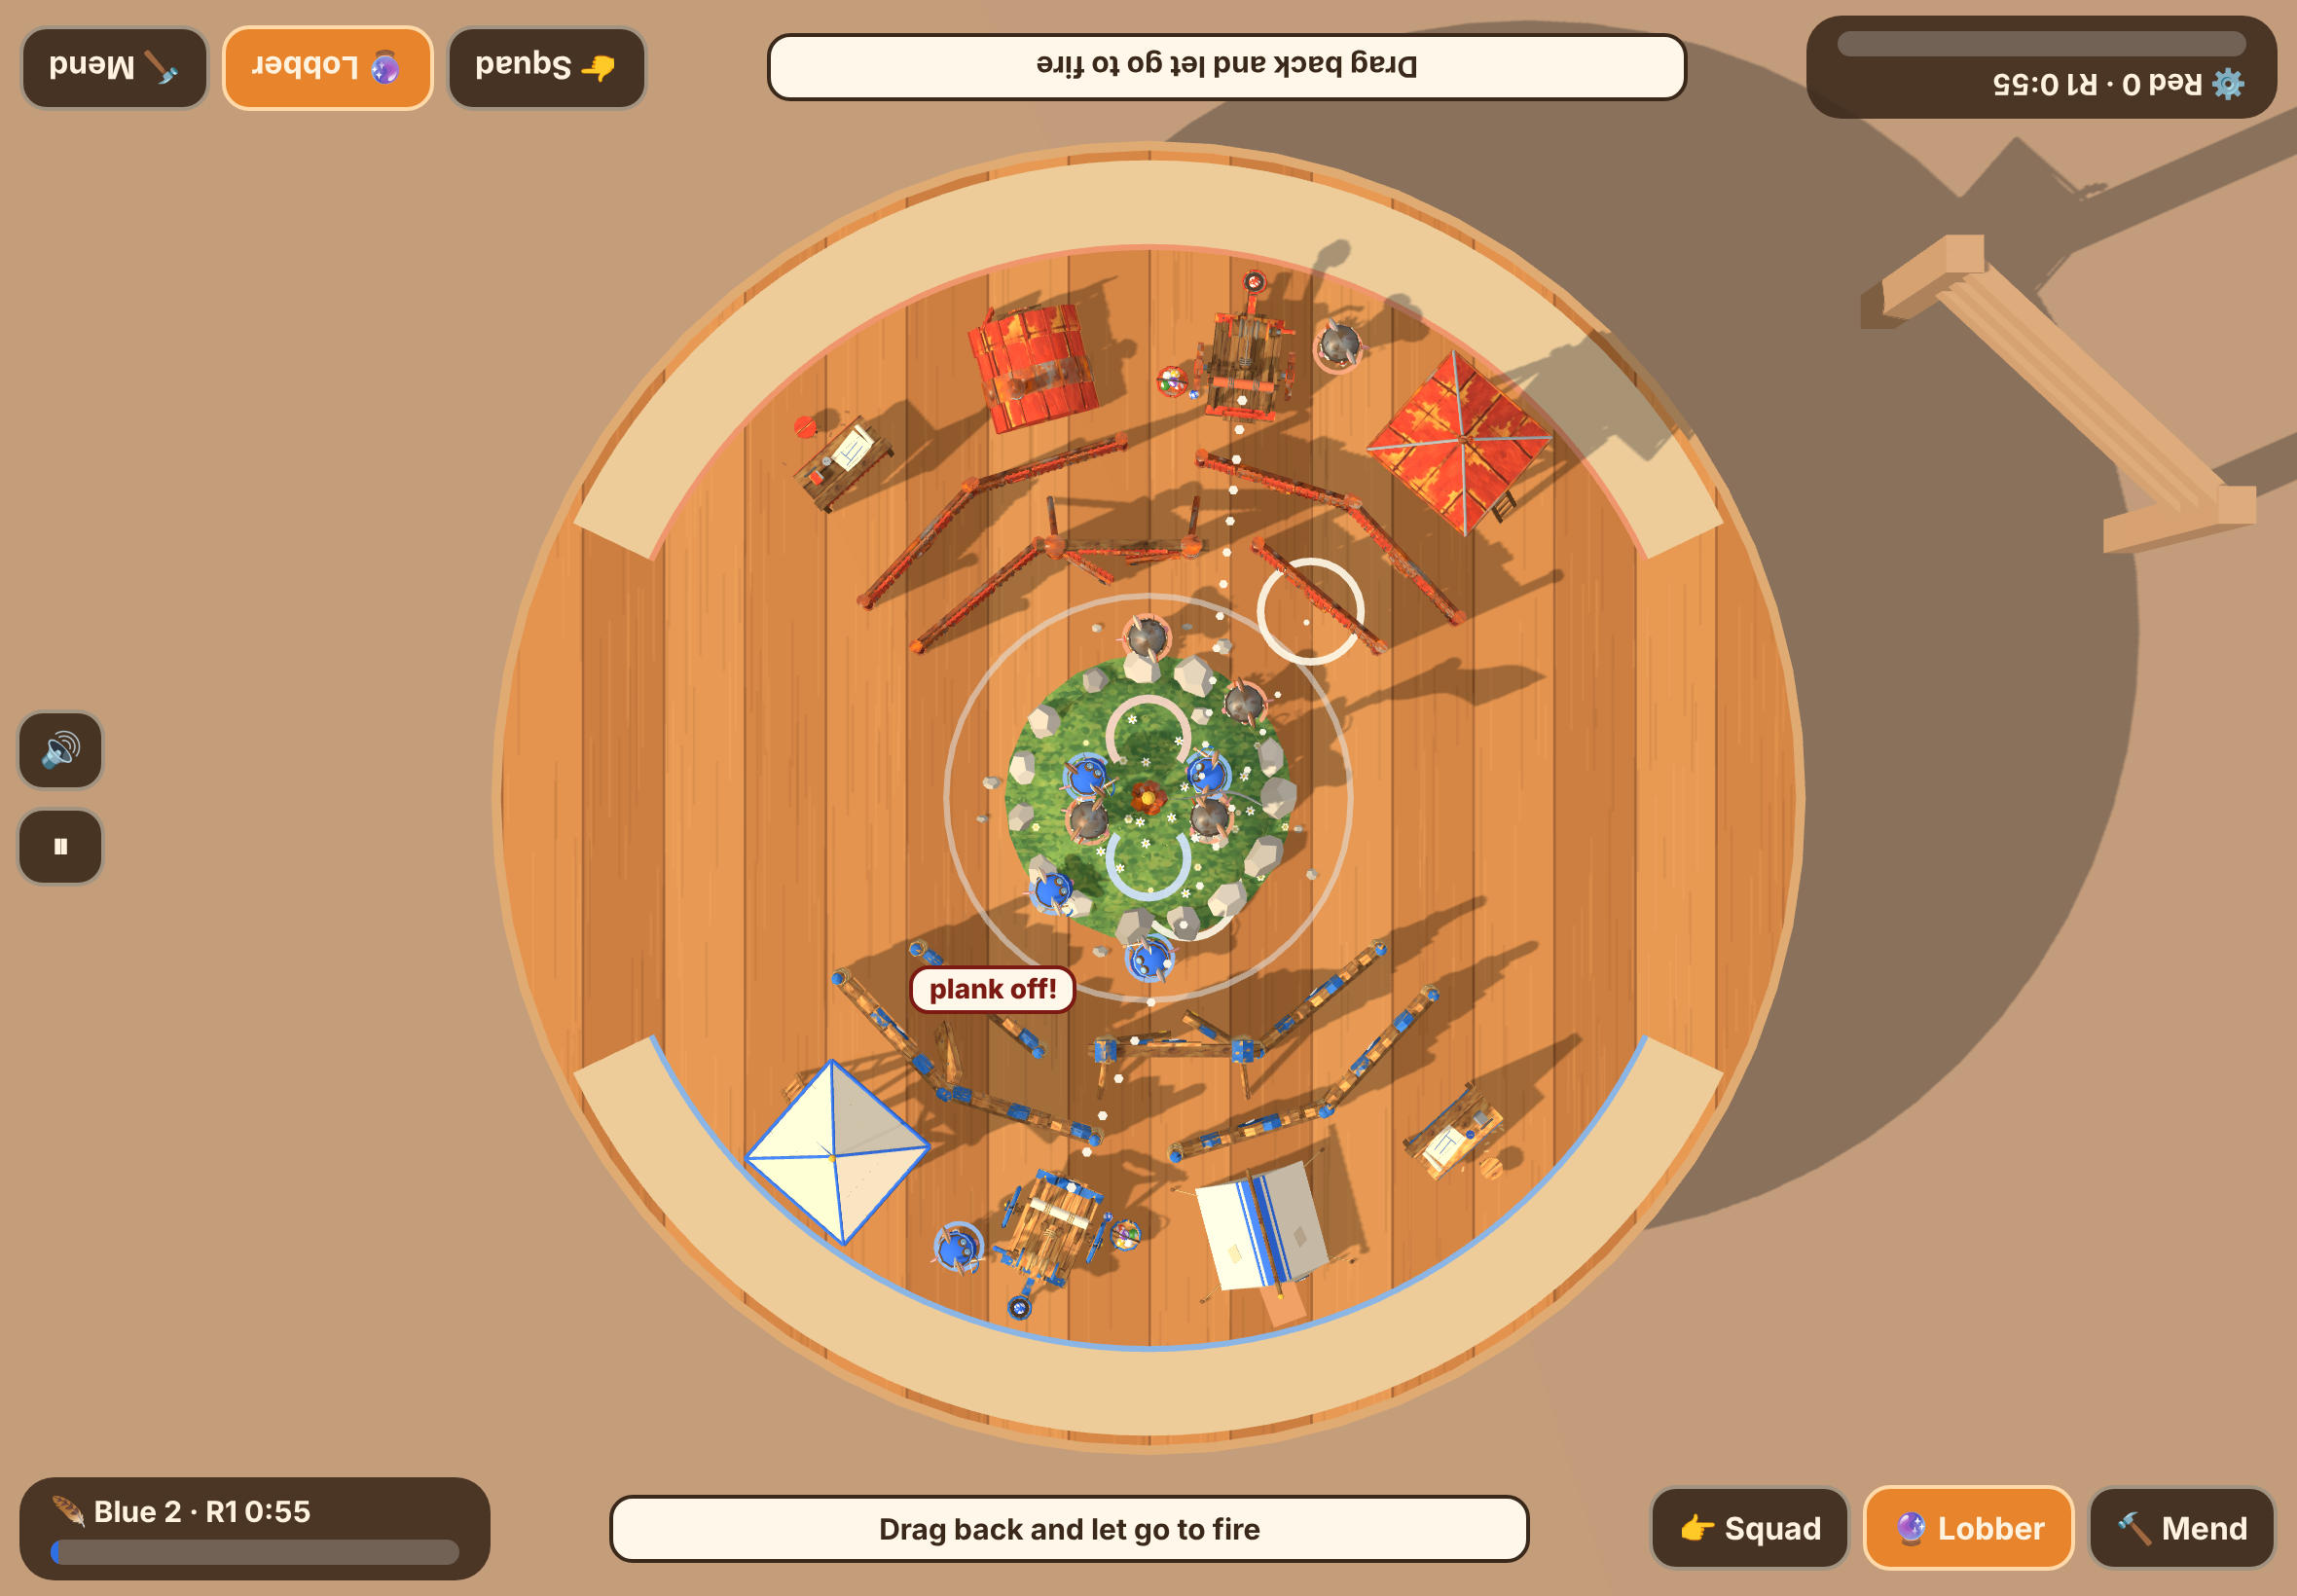 Mend
Lobber
Squad
Drag back and let go to fire
Red 0 · R1 0:55
plank off!
Blue 2 · R1 0:55
Drag back and let go to fire
Squad
Lobber
Mend